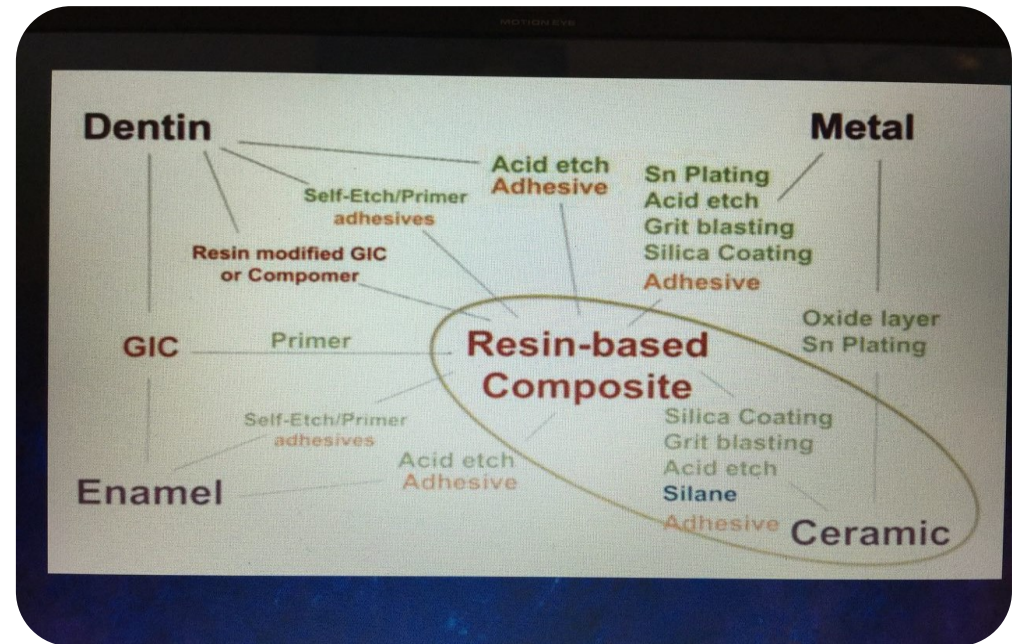 MOTION EYE
Dentin
Metal
Acid etch
Adhesive
Self-Etch/Primer
adhesives
Sn Plating
Acid etch
Grit blasting
Silica Coating
Adhesive
Resin modified GIC
or Compomer
Oxide layer
Sn Plating
GIC
Primer
Resin-based
Composite
Self-Etch/Primer
adhesives
Acid etch
Adhesive
Silica Coating
Grit blasting
Acid etch
Silane
Adhesive
Enamel
Ceramic